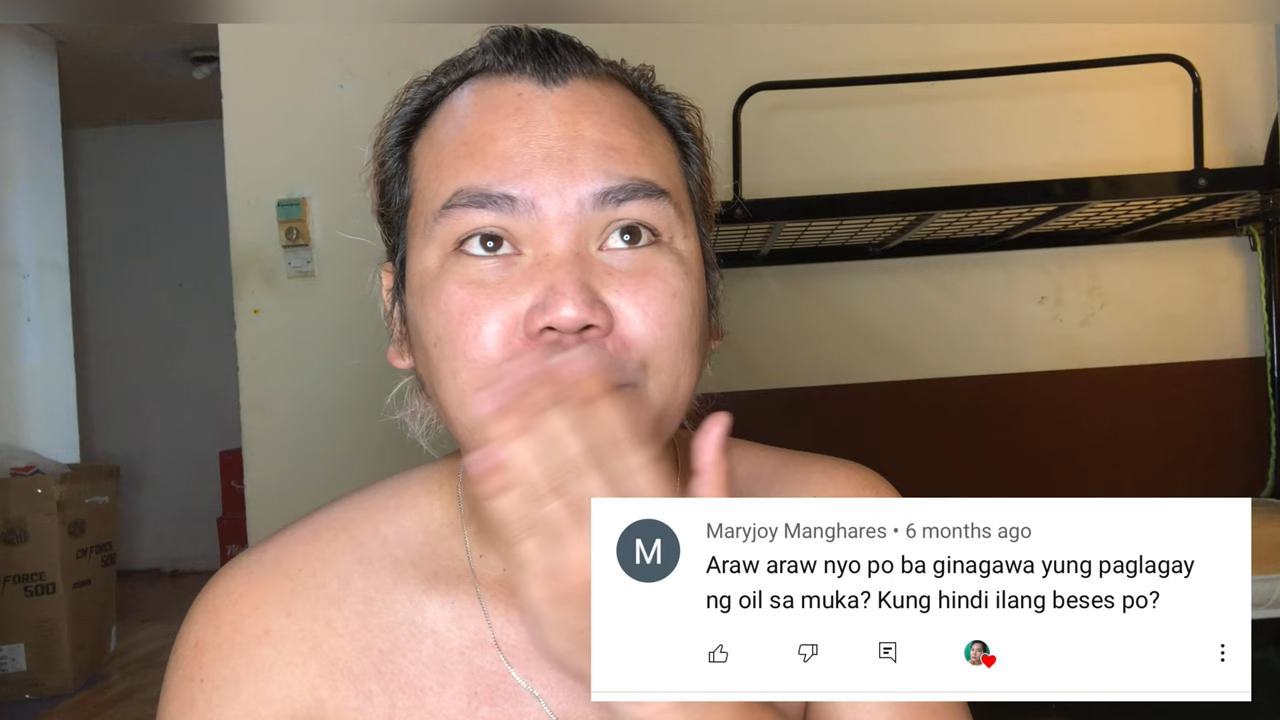 Maryjoy Manghares • 6 months ago
Araw araw nyo po ba ginagawa yung paglagay
ng oil sa muka? Kung hindi ilang beses po?
M
FORCE
500
FORCE
500